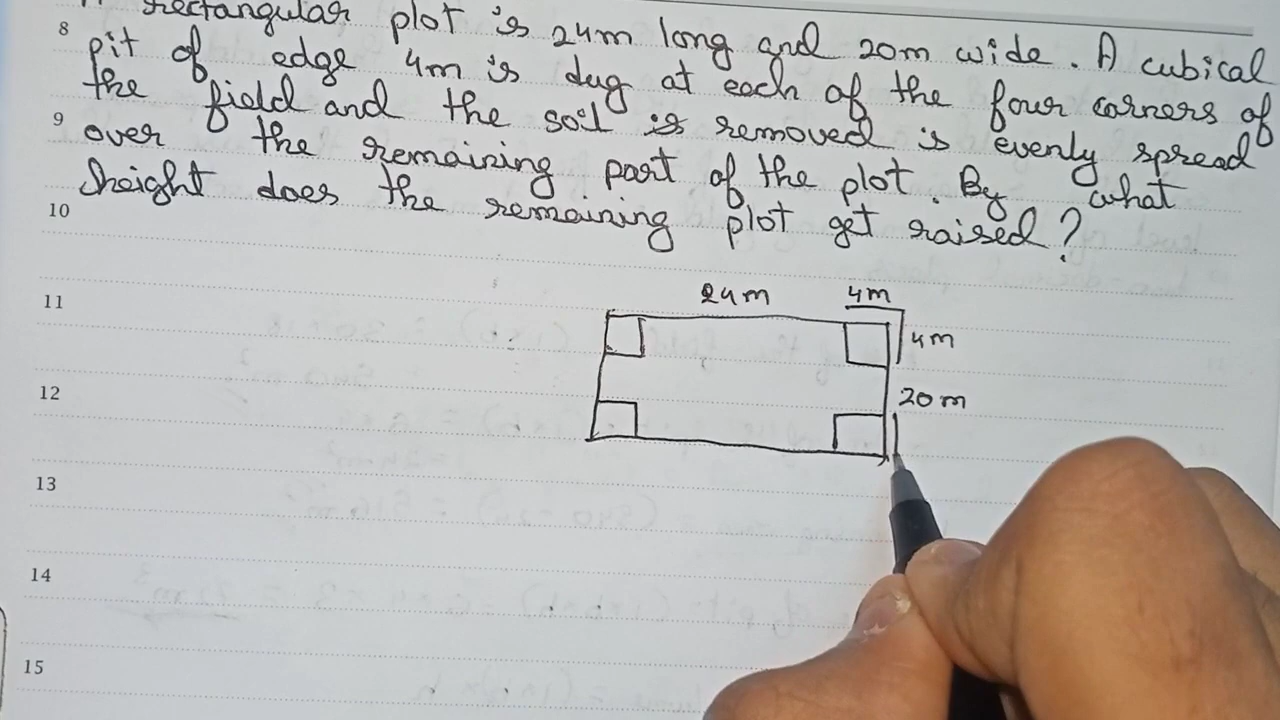 rectangular plot is 24m long and 20m wide. A cubical
8
pit of edge 4m is dug at each of the four corners of
the field and the soil is removed is evenly spread
9
over the remaining part of the plot. By what
height does the remaining plot get raised?
10
11
24m 4m
4m
12
20m
13
14
15